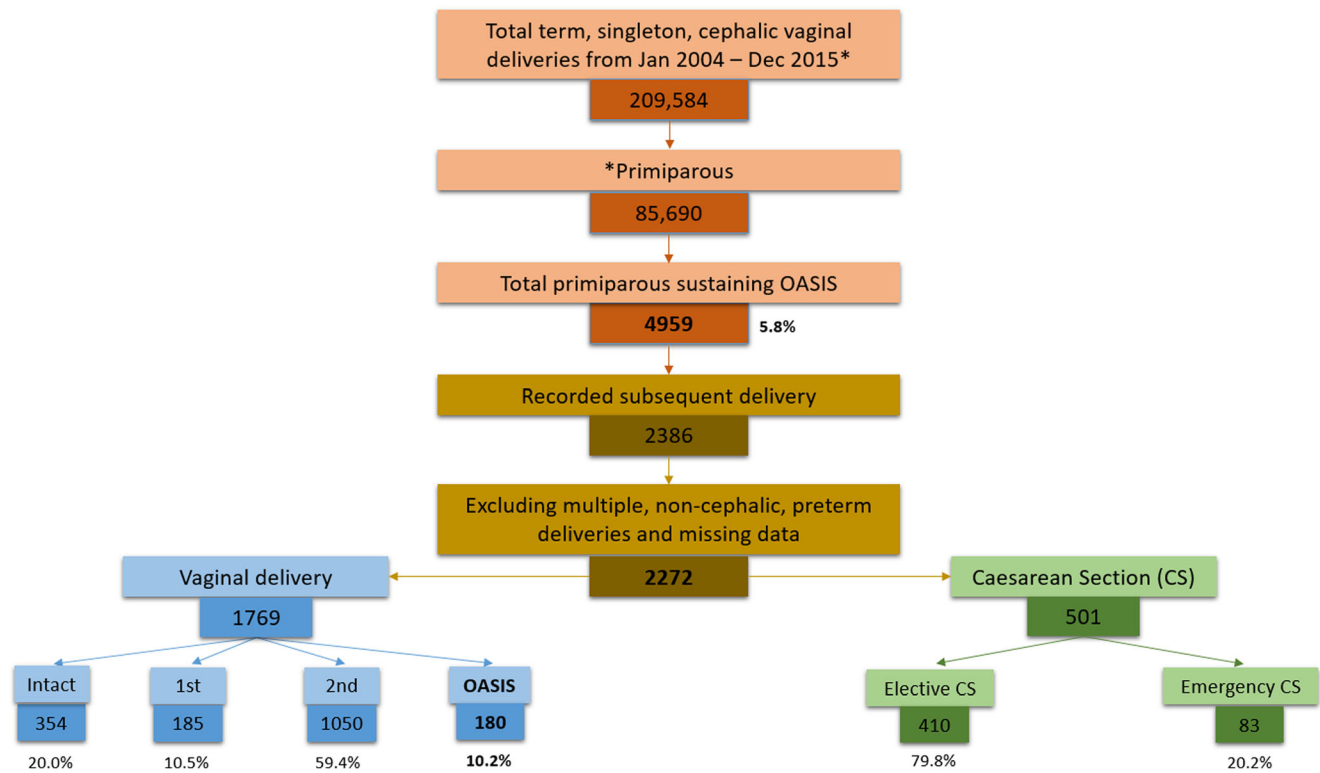 Total term, singleton, cephalic vaginal
deliveries from Jan 2004 – Dec 2015*
209,584
*Primiparous
85,690
Total primiparous sustaining OASIS
4959
5.8%
Recorded subsequent delivery
2386
Excluding multiple, non-cephalic, preterm
deliveries and missing data
2272
Vaginal delivery
1769
Caesarean Section (CS)
501
Intact
354
20.0%
1st
185
10.5%
2nd
1050
59.4%
OASIS
180
10.2%
Elective CS
410
79.8%
Emergency CS
83
20.2%